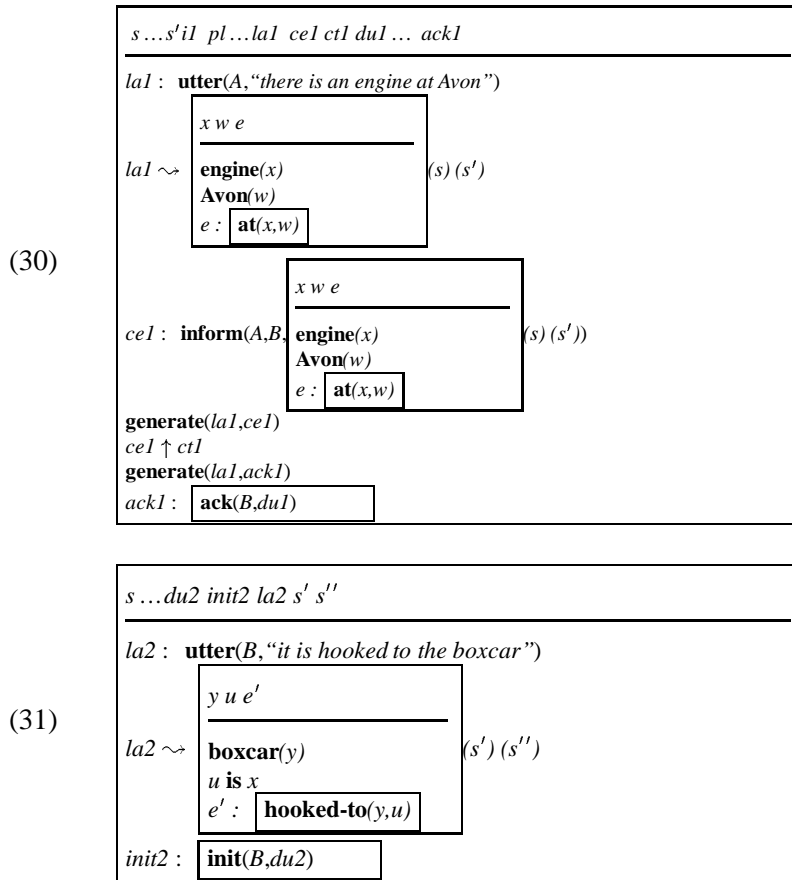 s …s′i1 pl …la1 ce1 ct1 du1 … ack1
la1 : utter(A,“there is an engine at Avon”)
x w e
la1 ⤳ engine(x) (s) (s′)
Avon(w)
e : at(x,w)
(30)
x w e
ce1 : inform(A,B, engine(x) (s) (s′))
Avon(w)
e : at(x,w)
generate(la1,ce1)
ce1 ↑ ct1
generate(la1,ack1)
ack1 : ack(B,du1)
s …du2 init2 la2 s′ s′′
la2 : utter(B,“it is hooked to the boxcar”)
y u e′
(31)
la2 ⤳ boxcar(y) (s′) (s′′)
u is x
e′ : hooked-to(y,u)
init2 : init(B,du2)